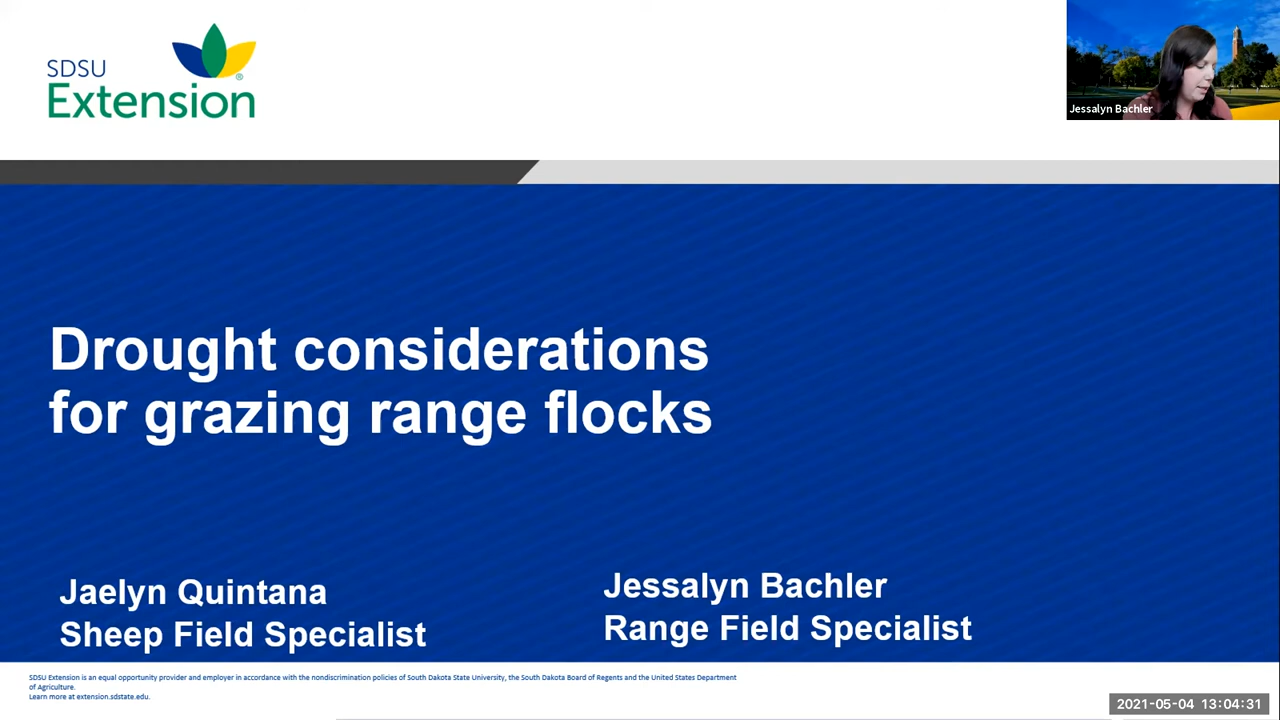 SDSU
Extension
®
Jessalyn Bachler
Drought considerations
for grazing range flocks
Jaelyn Quintana
Sheep Field Specialist
Jessalyn Bachler
Range Field Specialist
SDSU Extension is an equal opportunity provider and employer in accordance with the nondiscrimination policies of South Dakota State University, the South Dakota Board of Regents and the United States Department
of Agriculture.
Learn more at extension.sdstate.edu.
2021-05-04 13:04:31